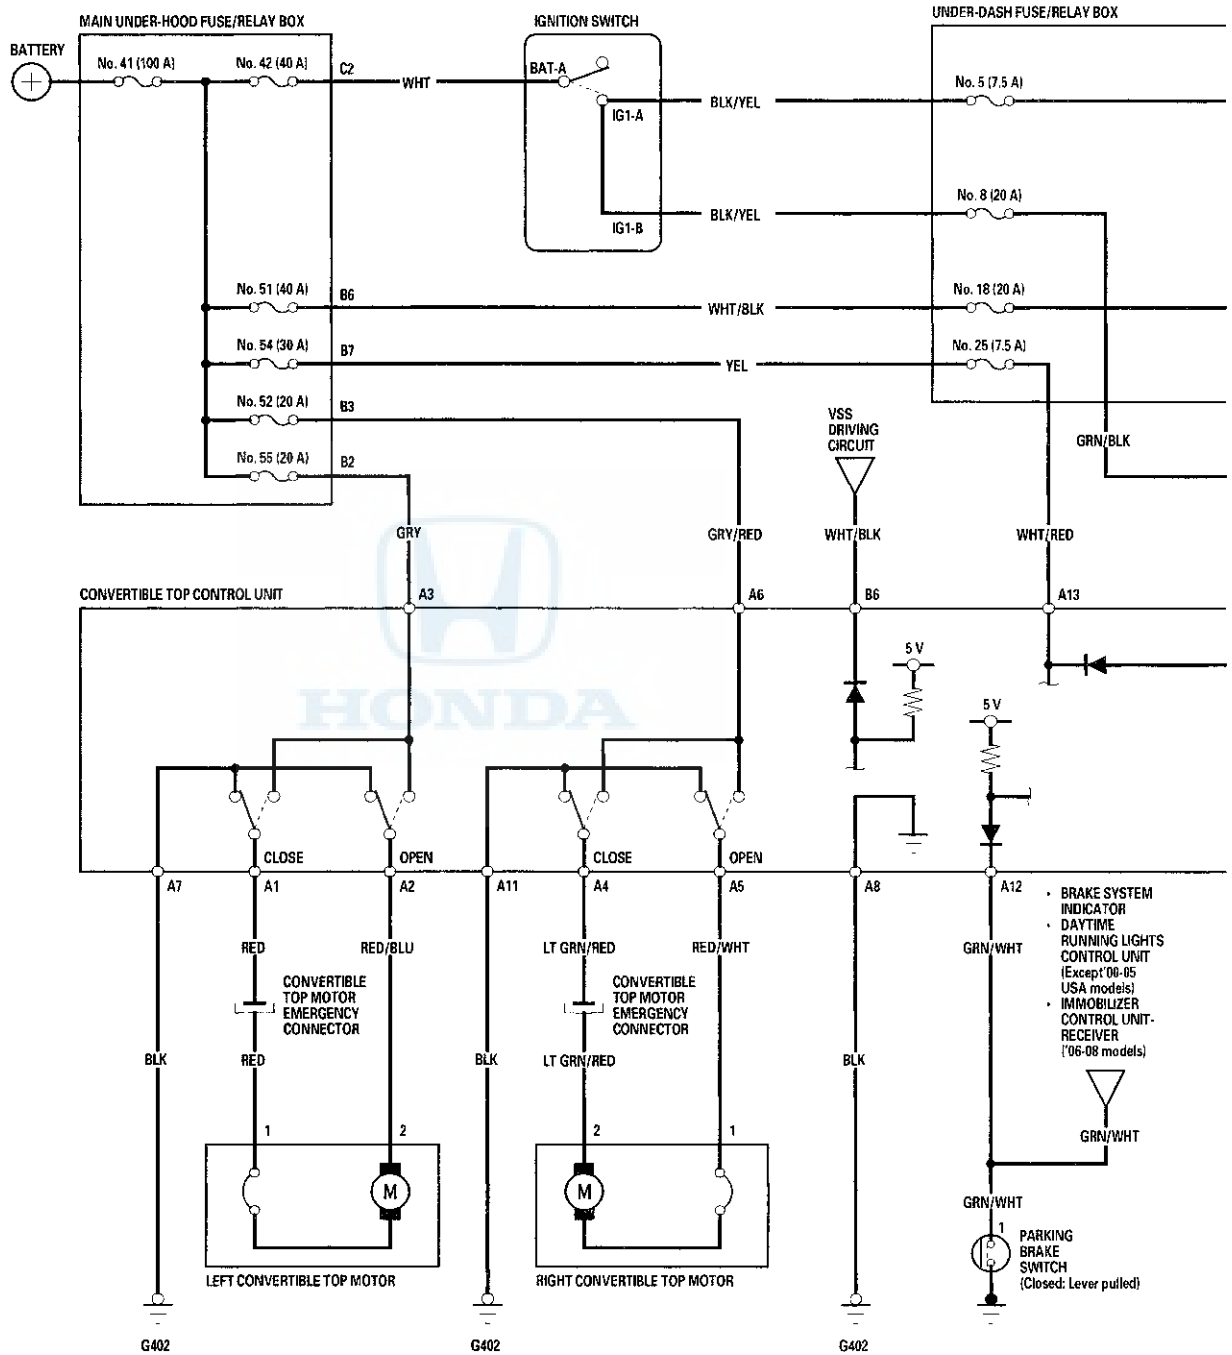 MAIN UNDER-HOOD FUSE/RELAY BOX
IGNITION SWITCH
UNDER-DASH FUSE/RELAY BOX
BATTERY
+
No. 41 (100 A)
No. 42 (40 A)
C2
WHT
BAT-A
IG1-A
BLK/YEL
No. 5 (7.5 A)
IG1-B
BLK/YEL
No. 8 (20 A)
No. 51 (40 A)
B6
WHT/BLK
No. 18 (20 A)
No. 54 (30 A)
B7
YEL
No. 25 (7.5 A)
No. 52 (20 A)
B3
No. 55 (20 A)
B2
VSS
DRIVING
CIRCUIT
GRN/BLK
GRY
GRY/RED
WHT/BLK
WHT/RED
CONVERTIBLE TOP CONTROL UNIT
A3
A6
B6
A13
HONDA
5 V
5 V
CLOSE
OPEN
CLOSE
OPEN
A7
A1
A2
A11
A4
A5
A8
A12
• BRAKE SYSTEM
INDICATOR
• DAYTIME
RUNNING LIGHTS
CONTROL UNIT
(Except '00-05
USA models)
• IMMOBILIZER
CONTROL UNIT-
RECEIVER
('06-08 models)
RED
RED/BLU
LT GRN/RED
RED/WHT
GRN/WHT
CONVERTIBLE
TOP MOTOR
EMERGENCY
CONNECTOR
CONVERTIBLE
TOP MOTOR
EMERGENCY
CONNECTOR
BLK
RED
BLK
LT GRN/RED
BLK
GRN/WHT
1
2
2
1
M
M
GRN/WHT
1
PARKING
BRAKE
SWITCH
(Closed: Lever pulled)
LEFT CONVERTIBLE TOP MOTOR
RIGHT CONVERTIBLE TOP MOTOR
G402
G402
G402